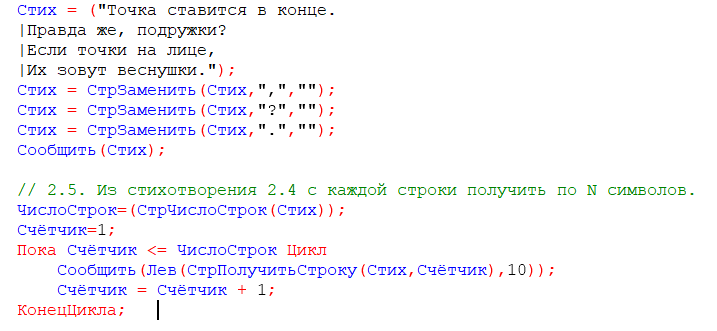 Стих = ("Точка ставится в конце.
|Правда же, подружки?
|Если точки на лице,
|Их зовут веснушки.");
Стих = СтрЗаменить(Стих,",","");
Стих = СтрЗаменить(Стих,"?","");
Стих = СтрЗаменить(Стих,".","");
Сообщить(Стих);
// 2.5. Из стихотворения 2.4 с каждой строки получить по N символов.
ЧислоСтрок=(СтрЧислоСтрок(Стих));
Счётчик=1;
Пока Счётчик <= ЧислоСтрок Цикл
Сообщить(Лев(СтрПолучитьСтроку(Стих,Счётчик),10));
Счётчик = Счётчик + 1;
КонецЦикла;